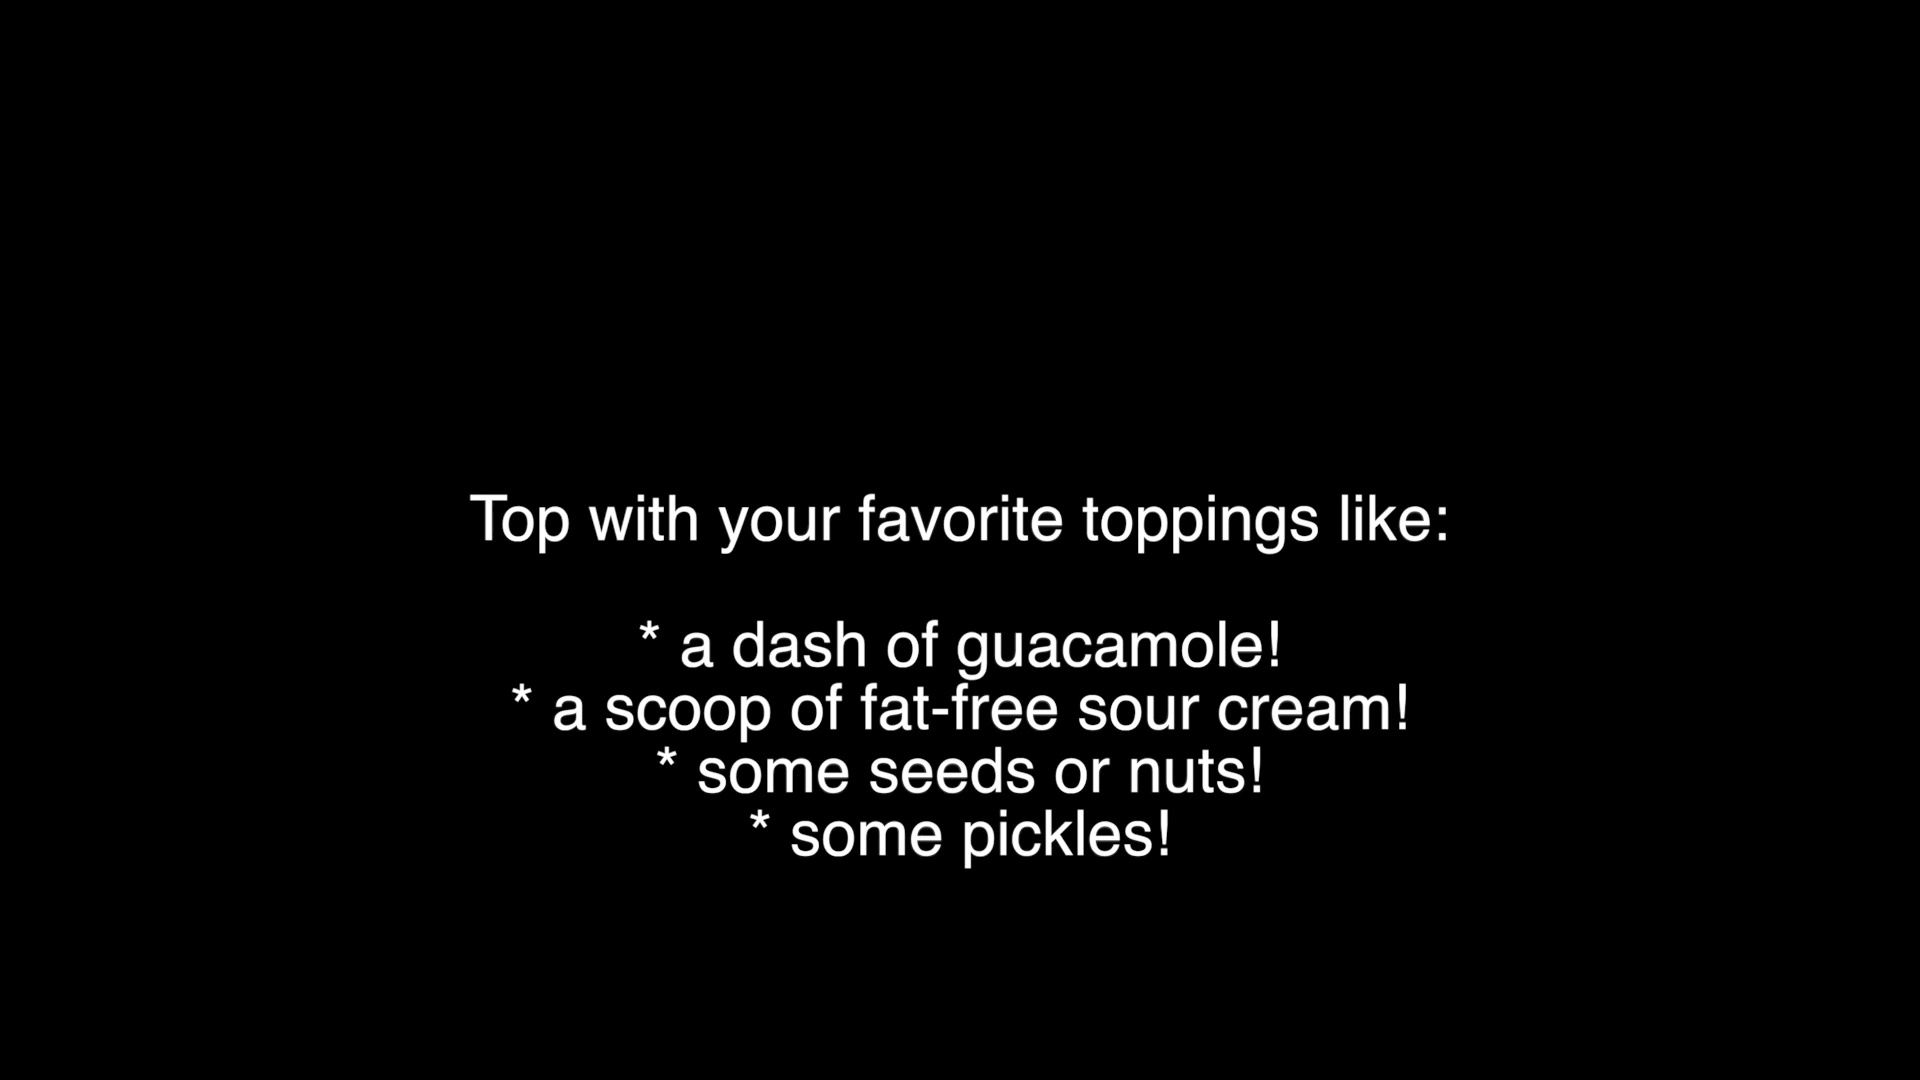 Top with your favorite toppings like:
* a dash of guacamole!
* a scoop of fat-free sour cream!
* some seeds or nuts!
* some pickles!